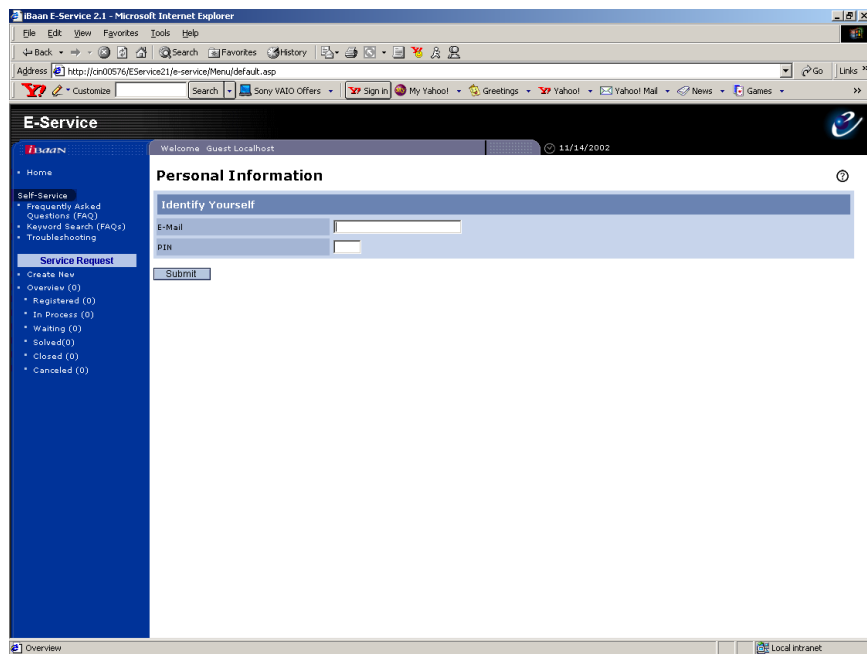 iBaan E-Service 2.1 - Microsoft Internet Explorer
File Edit View Favorites Tools Help
Back Search Favorites History
Address http://cin00576/EService21/e-service/Menu/default.asp Go Links »
Y! Customize Search Sony VAIO Offers Sign in My Yahoo! Greetings Yahoo! Yahoo! Mail News Games »
E-Service
iBaan Welcome Guest Localhost 11/14/2002
Home
Personal Information ?
Self-Service
Frequently Asked
Questions (FAQ)
Keyword Search (FAQs)
Troubleshooting
Service Request
Create New
Overview (0)
Registered (0)
In Process (0)
Waiting (0)
Solved(0)
Closed (0)
Canceled (0)
Identify Yourself
E-Mail
PIN
Submit
Overview Local intranet